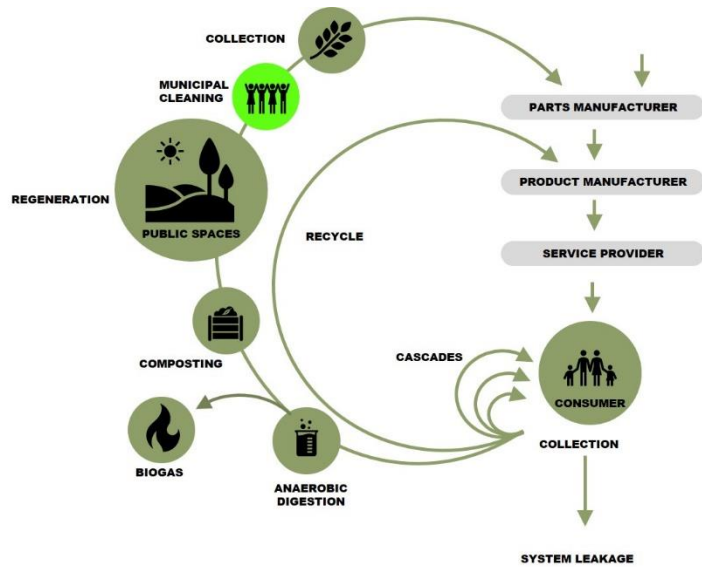 COLLECTION
MUNICIPAL
CLEANING
PARTS MANUFACTURER
PRODUCT MANUFACTURER
REGENERATION
PUBLIC SPACES
RECYCLE
SERVICE PROVIDER
COMPOSTING
CASCADES
CONSUMER
COLLECTION
BIOGAS
ANAEROBIC
DIGESTION
SYSTEM LEAKAGE